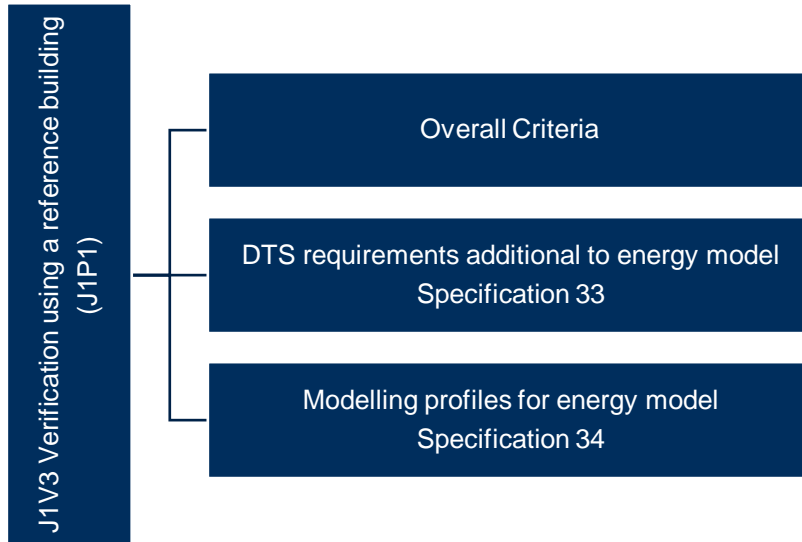 J1V3 Verification using a reference building
(J1P1)
Overall Criteria
DTS requirements additional to energy model
Specification 33
Modelling profiles for energy model
Specification 34